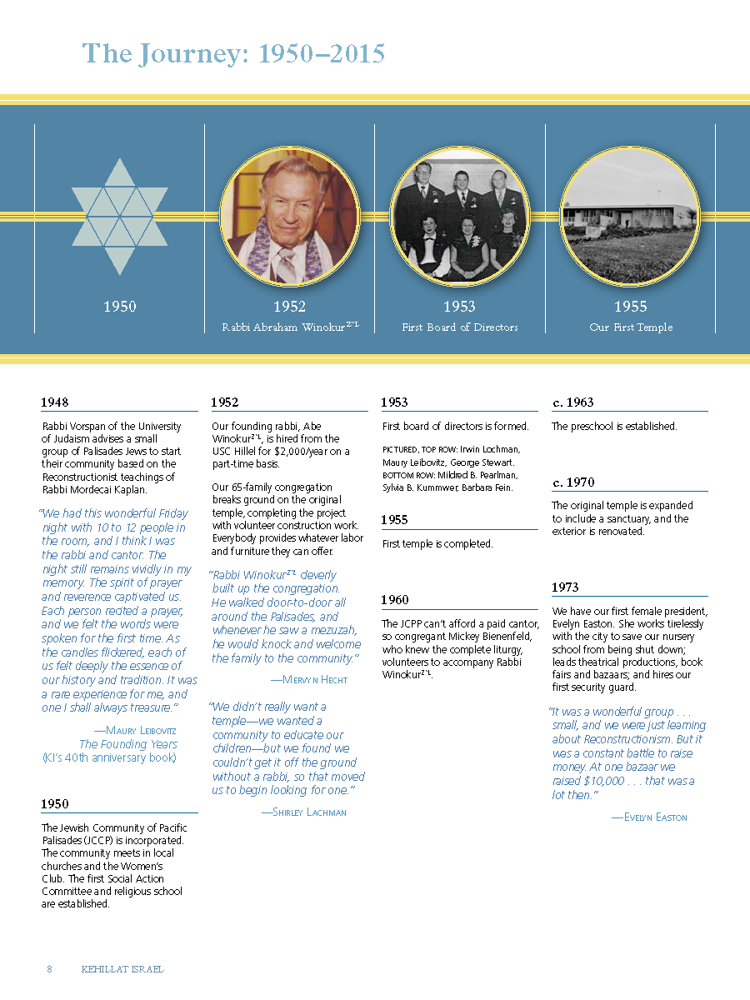 The Journey: 1950–2015
1950
1952
Rabbi Abraham WinokurZ"L
1953
First Board of Directors
1955
Our First Temple
1948
Rabbi Vorspan of the University
of Judaism advises a small
group of Palisades Jews to start
their community based on the
Reconstructionist teachings of
Rabbi Mordecai Kaplan.
“We had this wonderful Friday
night with 10 to 12 people in
the room, and I think I was
the rabbi and cantor. The
night still remains vividly in my
memory. The spirit of prayer
and reverence captivated us.
Each person recited a prayer,
and we felt the words were
spoken for the first time. As
the candles flickered, each of
us felt deeply the essence of
our history and tradition. It was
a rare experience for me, and
one I shall always treasure.”
—Maury Leibovitz
The Founding Years
(KI’s 40th anniversary book)
1950
The Jewish Community of Pacific
Palisades (JCCP) is incorporated.
The community meets in local
churches and the Women’s
Club. The first Social Action
Committee and religious school
are established.
1952
Our founding rabbi, Abe
WinokurZ"L, is hired from the
USC Hillel for $2,000/year on a
part-time basis.
Our 65-family congregation
breaks ground on the original
temple, completing the project
with volunteer construction work.
Everybody provides whatever labor
and furniture they can offer.
“Rabbi WinokurZ"L cleverly
built up the congregation.
He walked door-to-door all
around the Palisades, and
whenever he saw a mezuzah,
he would knock and welcome
the family to the community.”
—Mervyn Hecht
“We didn’t really want a
temple—we wanted a
community to educate our
children—but we found we
couldn’t get it off the ground
without a rabbi, so that moved
us to begin looking for one.”
—Shirley Lachman
1953
First board of directors is formed.
PICTURED, TOP ROW: Irwin Lochman,
Maury Leibovitz, George Stewart.
BOTTOM ROW: Mildred B. Pearlman,
Sylvia B. Kummwer, Barbara Fein.
1955
First temple is completed.
1960
The JCPP can’t afford a paid cantor,
so congregant Mickey Bienenfeld,
who knew the complete liturgy,
volunteers to accompany Rabbi
WinokurZ"L.
c. 1963
The preschool is established.
c. 1970
The original temple is expanded
to include a sanctuary, and the
exterior is renovated.
1973
We have our first female president,
Evelyn Easton. She works tirelessly
with the city to save our nursery
school from being shut down;
leads theatrical productions, book
fairs and bazaars; and hires our
first security guard.
“It was a wonderful group . . .
small, and we were just learning
about Reconstructionism. But it
was a constant battle to raise
money. At one bazaar we
raised $10,000 . . . that was a
lot then.”
—Evelyn Easton
8 KEHILLAT ISRAEL